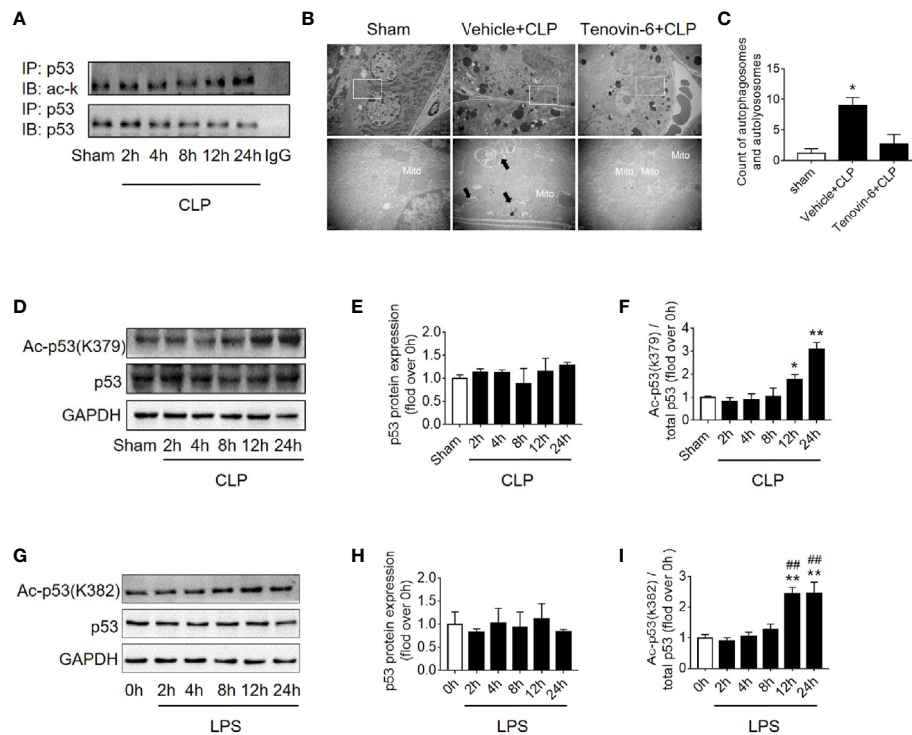 A
IP: p53
IB: ac-k
IP: p53
IB: p53
Sham 2h 4h 8h 12h 24h IgG
CLP
B
Sham Vehicle+CLP Tenovin-6+CLP
Mito Mito
Mito Mito Mito
C
Count of autophagosomes
and autolyososomes
15
10
5
0
*
sham
Vehicle+CLP
Tenovin-6+CLP
D
Ac-p53(K379)
p53
GAPDH
Sham 2h 4h 8h 12h 24h
CLP
E
p53 protein expression
(flod over 0h)
2.0
1.5
1.0
0.5
0.0
Sham 2h 4h 8h 12h 24h
CLP
F
Ac-p53(k379) /
total p53 (flod over 0h)
4
3
2
1
0
* **
Sham 2h 4h 8h 12h 24h
CLP
G
Ac-p53(K382)
p53
GAPDH
0h 2h 4h 8h 12h 24h
LPS
H
p53 protein expression
(flod over 0h)
2.0
1.5
1.0
0.5
0.0
0h 2h 4h 8h 12h 24h
LPS
I
Ac-p53(k382) /
total p53 (flod over 0h )
3
2
1
0
## ##
** **
0h 2h 4h 8h 12h 24h
LPS